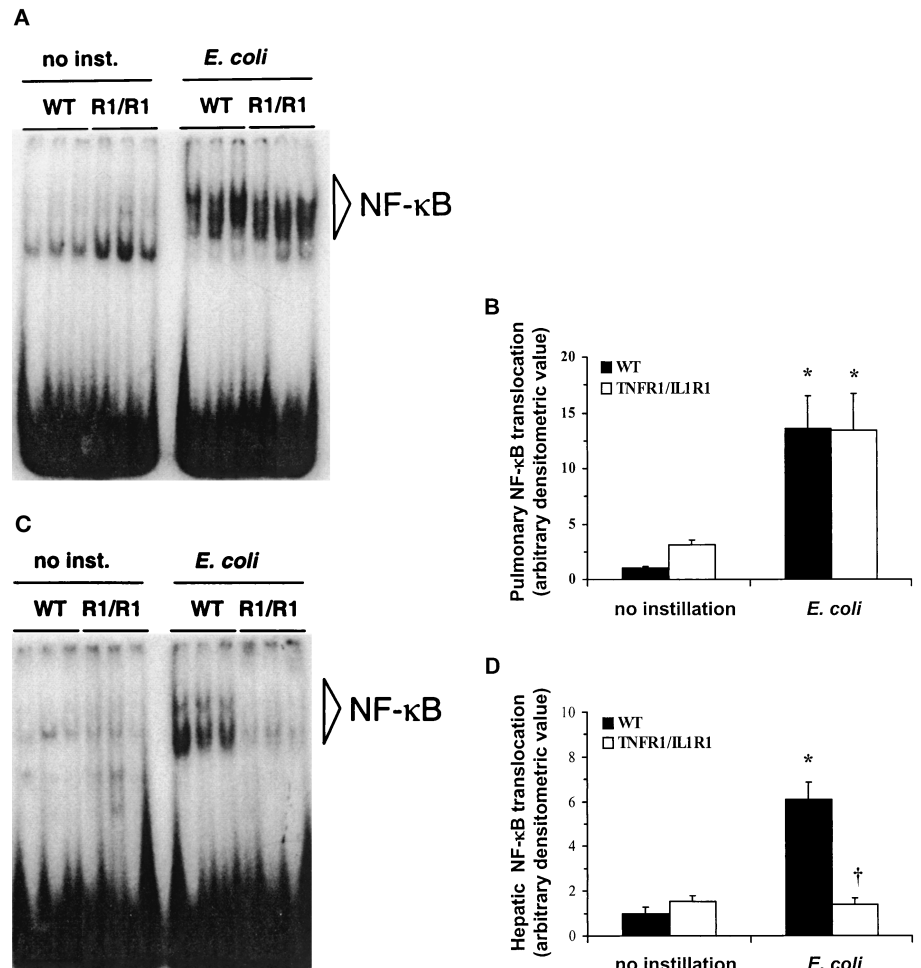 A
no inst.
E. coli
WT R1/R1
WT R1/R1
NF-κB
B
Pulmonary NF-κB translocation
(arbitrary densitometric value)
20
15
10
5
0
WT
TNFR1/IL1R1
*
*
no instillation
E. coli
C
no inst.
E. coli
WT R1/R1
WT R1/R1
NF-κB
D
Hepatic NF-κB translocation
(arbitrary densitometric value)
10
8
6
4
2
0
WT
TNFR1/IL1R1
*
†
no instillation
E. coli